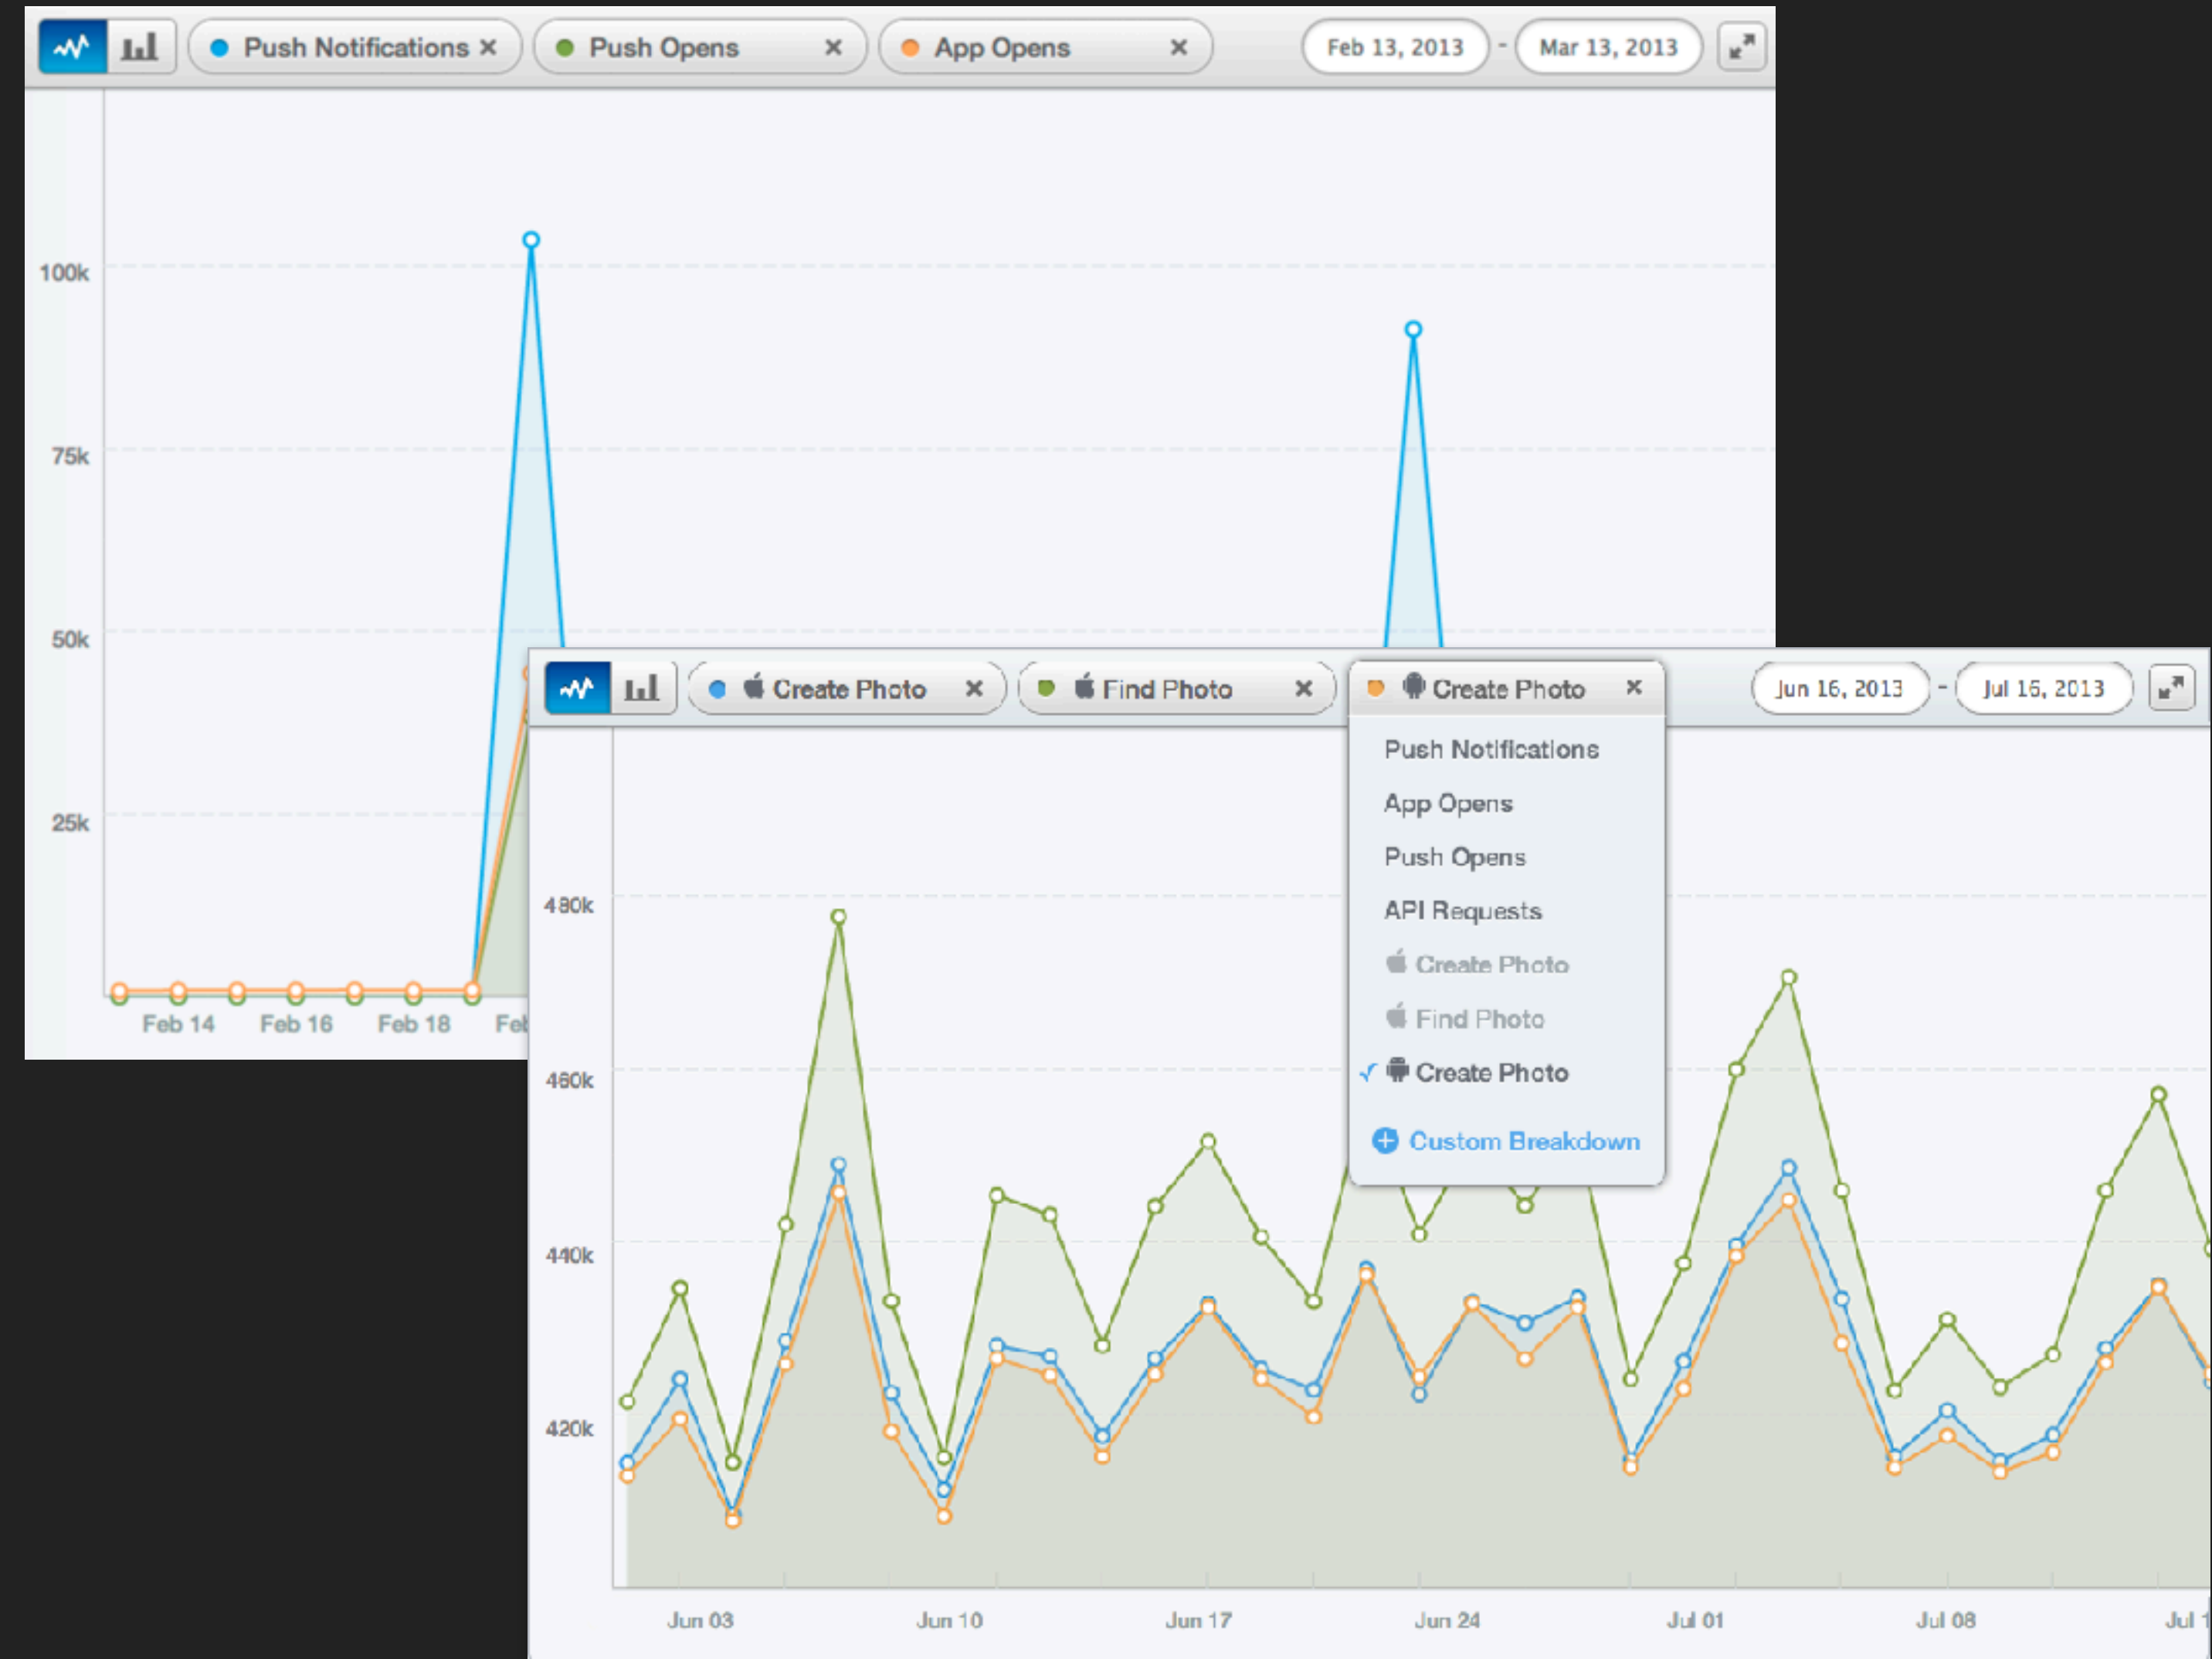 Push Notifications × Push Opens × App Opens × Feb 13, 2013 - Mar 13, 2013
100k
75k
50k
25k
Feb 14 Feb 16 Feb 18
Create Photo × Find Photo × Create Photo × Jun 16, 2013 - Jul 16, 2013
Push Notifications
App Opens
Push Opens
API Requests
Create Photo
Find Photo
Create Photo
Custom Breakdown
480k
460k
440k
420k
Jun 03 Jun 10 Jun 17 Jun 24 Jul 01 Jul 08